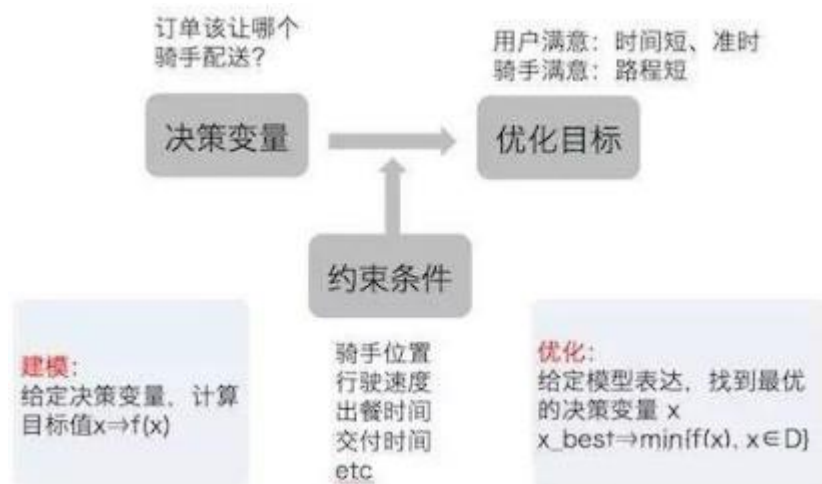 订单该让哪个
骑手配送?
用户满意：时间短、准时
骑手满意：路程短
决策变量
优化目标
约束条件
建模：
给定决策变量，计算
目标值x⇒f(x)
骑手位置
行驶速度
出餐时间
交付时间
etc
优化：
给定模型表达，找到最优
的决策变量 x
x_best⇒min{f(x), x∈D}